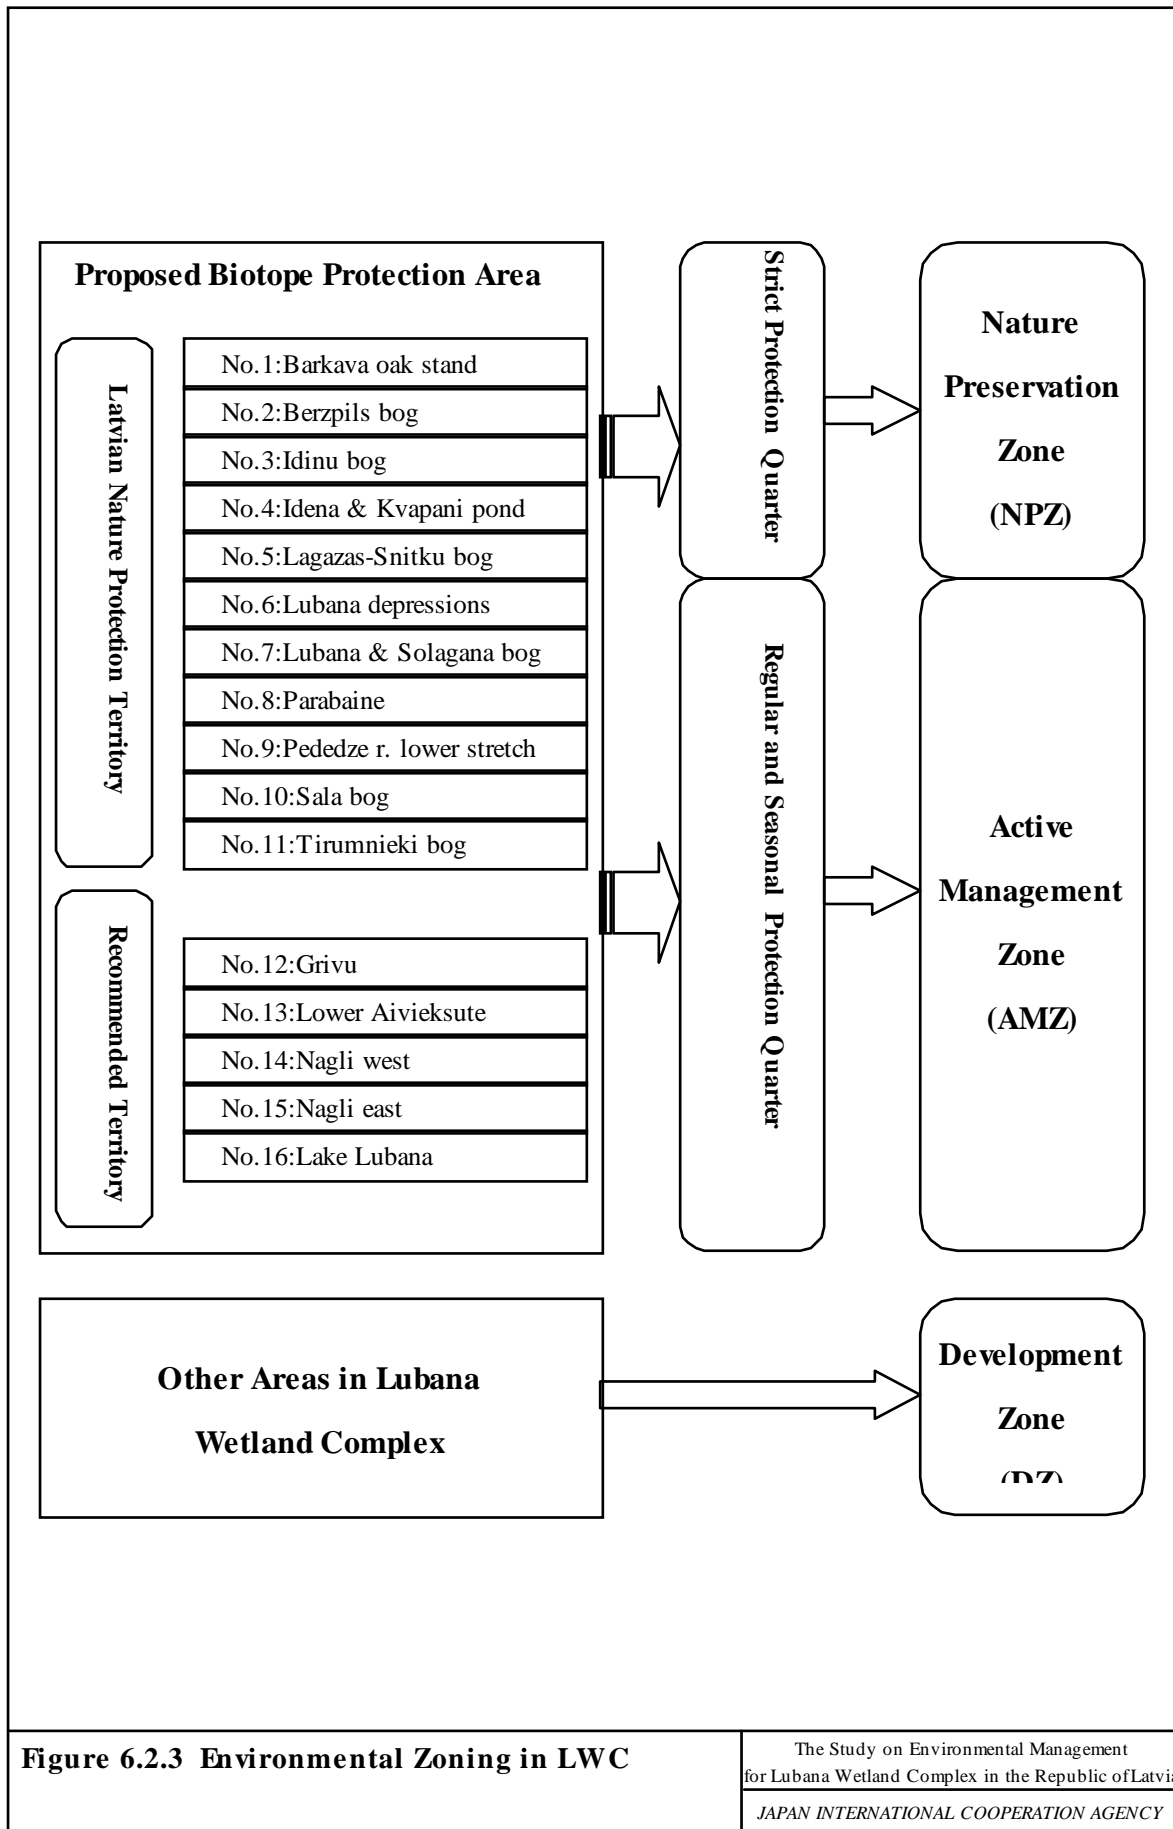 Proposed Biotope Protection Area
Latvian Nature Protection Territory
No.1:Barkava oak stand
No.2:Berzpils bog
No.3:Idinu bog
No.4:Idena & Kvapani pond
No.5:Lagazas-Snitku bog
No.6:Lubana depressions
No.7:Lubana & Solagana bog
No.8:Parabaine
No.9:Pededze r. lower stretch
No.10:Sala bog
No.11:Tirumnieki bog
Recommended Territory
No.12:Grivu
No.13:Lower Aivieksute
No.14:Nagli west
No.15:Nagli east
No.16:Lake Lubana
Strict Protection Quarter
Regular and Seasonal Protection Quarter
Nature
Preservation
Zone
(NPZ)
Active
Management
Zone
(AMZ)
Other Areas in Lubana
Wetland Complex
Development
Zone
(DZ)
Figure 6.2.3 Environmental Zoning in LWC
The Study on Environmental Management
for Lubana Wetland Complex in the Republic of Latvia
JAPAN INTERNATIONAL COOPERATION AGENCY